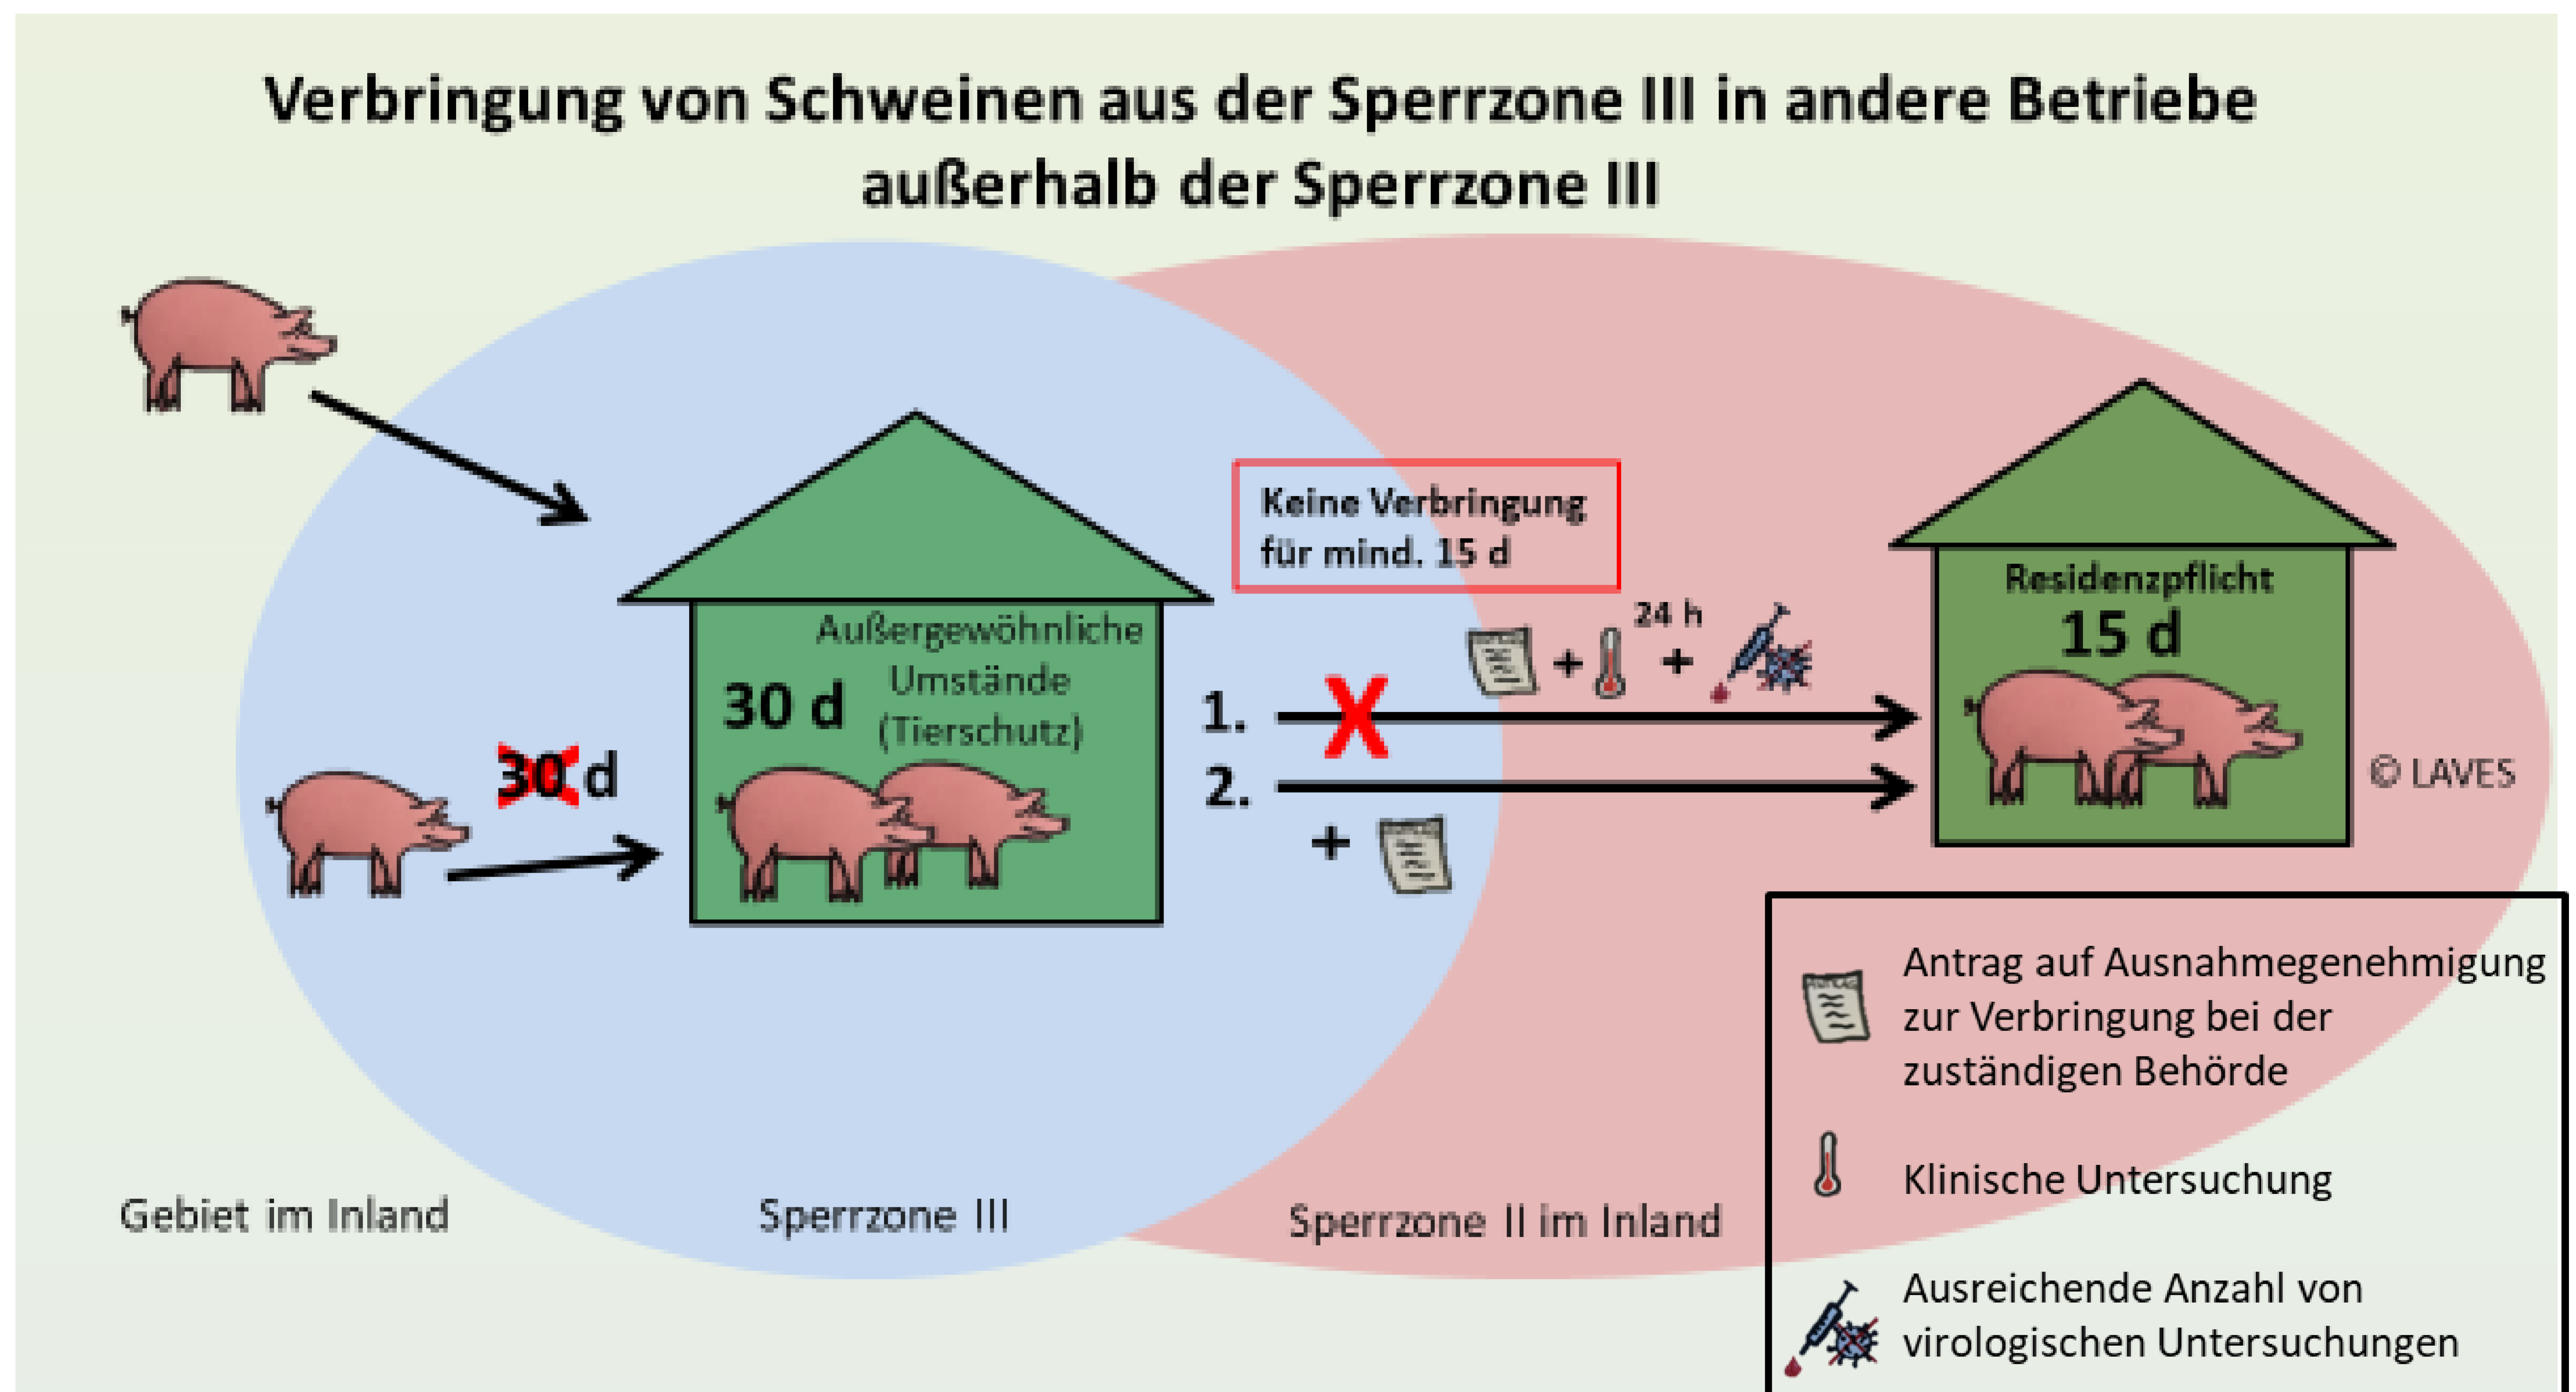 Verbringung von Schweinen aus der Sperrzone III in andere Betriebe
außerhalb der Sperrzone III
Keine Verbringung
für mind. 15 d
Residenzpflicht
15 d
24 h
Außergewöhnliche
Umstände
(Tierschutz)
30 d
30 d
+
+
1.
X
2.
+
© LAVES
Gebiet im Inland
Sperrzone III
Sperrzone II im Inland
ANTRAG
Antrag auf Ausnahmegenehmigung
zur Verbringung bei der
zuständigen Behörde
Klinische Untersuchung
Ausreichende Anzahl von
virologischen Untersuchungen